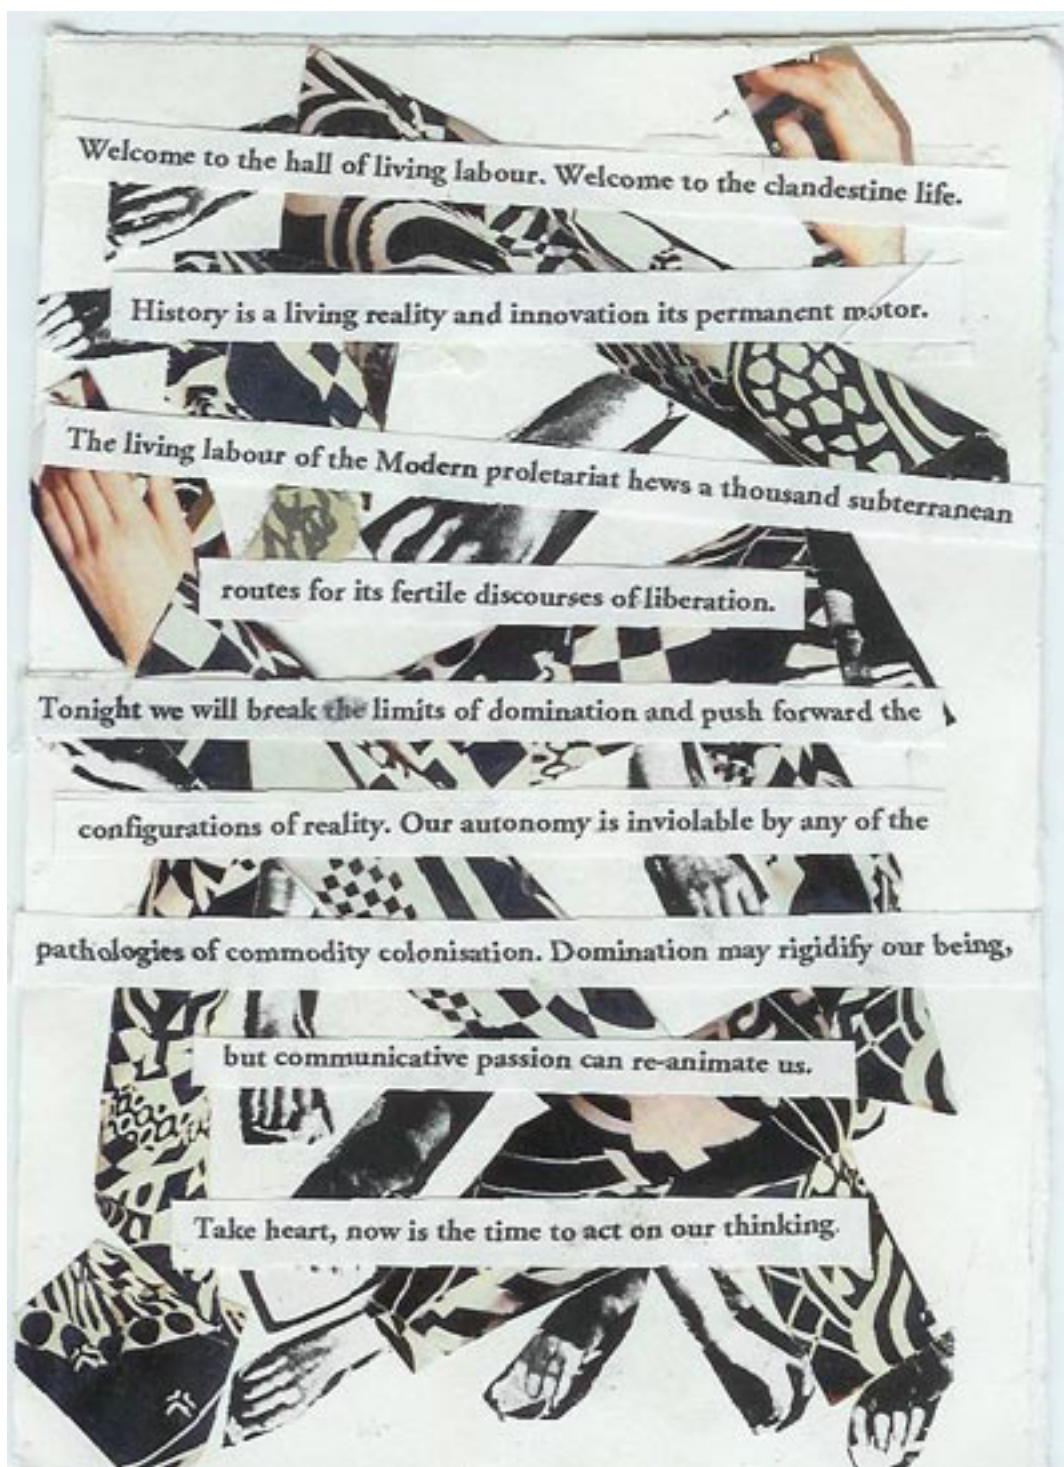 Welcome to the hall of living labour. Welcome to the clandestine life.
History is a living reality and innovation its permanent motor.
The living labour of the Modern proletariat hews a thousand subterranean
routes for its fertile discourses of liberation.
Tonight we will break the limits of domination and push forward the
configurations of reality. Our autonomy is inviolable by any of the
pathologies of commodity colonisation. Domination may rigidify our being,
but communicative passion can re-animate us.
Take heart, now is the time to act on our thinking.